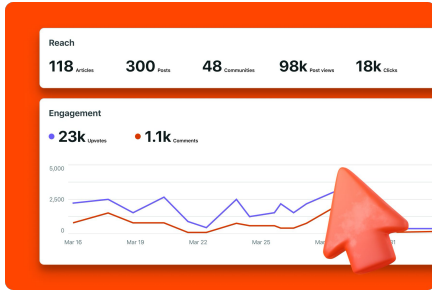 Reach
118 Articles 300 Posts 48 Communities 98k Post views 18k Clicks
Engagement
23k Upvotes 1.1k Comments
5,000
2,500
0
Mar 16 Mar 19 Mar 22 Mar 25